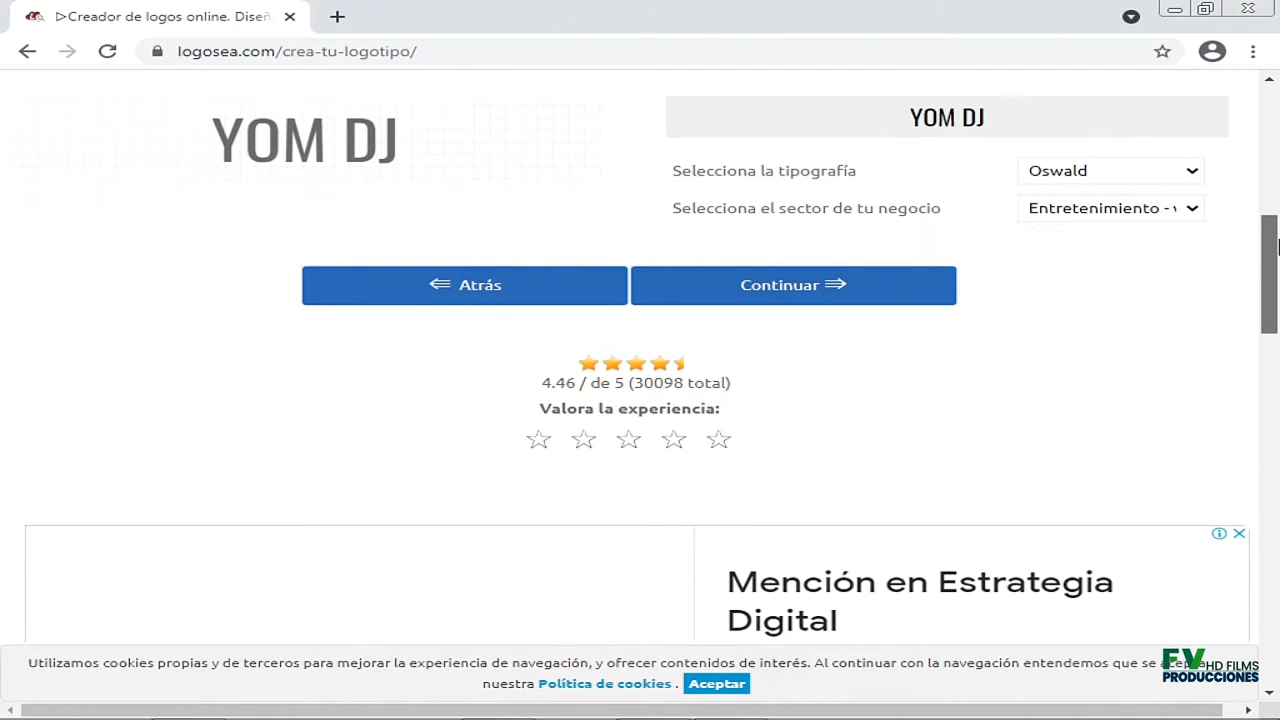 ▷Creador de logos online. Diseñ
logosea.com/crea-tu-logotipo/
YOM DJ
YOM DJ
Selecciona la tipografía
Oswald
Selecciona el sector de tu negocio
Entretenimiento -
⇐ Atrás
Continuar ⇒
4.46 / de 5 (30098 total)
Valora la experiencia:
Mención en Estrategia
Digital
Utilizamos cookies propias y de terceros para mejorar la experiencia de navegación, y ofrecer contenidos de interés. Al continuar con la navegación entendemos que se acepta
nuestra Política de cookies . Aceptar
FV HD FILMS
PRODUCCIONES